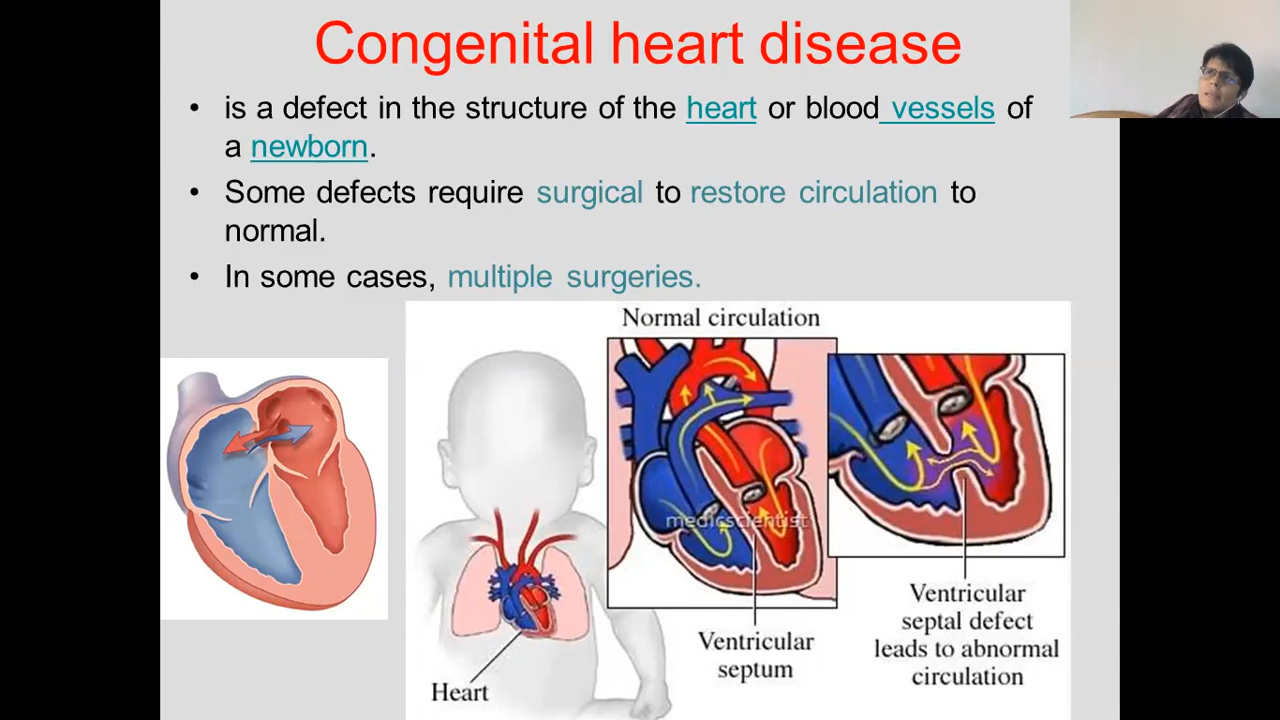 Congenital heart disease
• is a defect in the structure of the heart or blood vessels of
a newborn.
• Some defects require surgical to restore circulation to
normal.
• In some cases, multiple surgeries.
Normal circulation
medicscientist
Ventricular
septum
Ventricular
septal defect
leads to abnormal
circulation
Heart